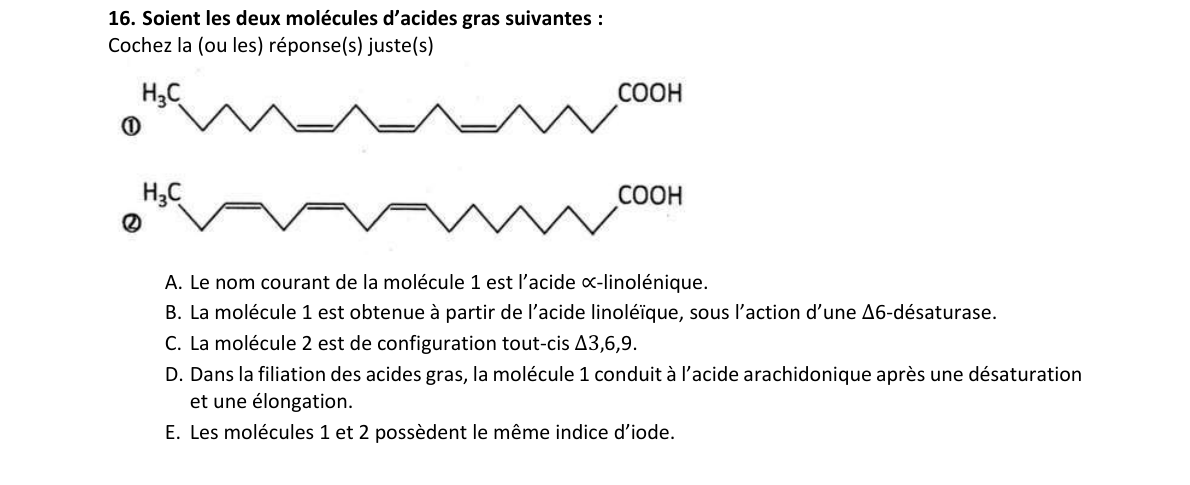 16. Soient les deux molécules d’acides gras suivantes :
Cochez la (ou les) réponse(s) juste(s)
H₃C COOH
①
H₃C COOH
②
A. Le nom courant de la molécule 1 est l’acide ∝-linolénique.
B. La molécule 1 est obtenue à partir de l’acide linoléïque, sous l’action d’une Δ6-désaturase.
C. La molécule 2 est de configuration tout-cis Δ3,6,9.
D. Dans la filiation des acides gras, la molécule 1 conduit à l’acide arachidonique après une désaturation
et une élongation.
E. Les molécules 1 et 2 possèdent le même indice d’iode.